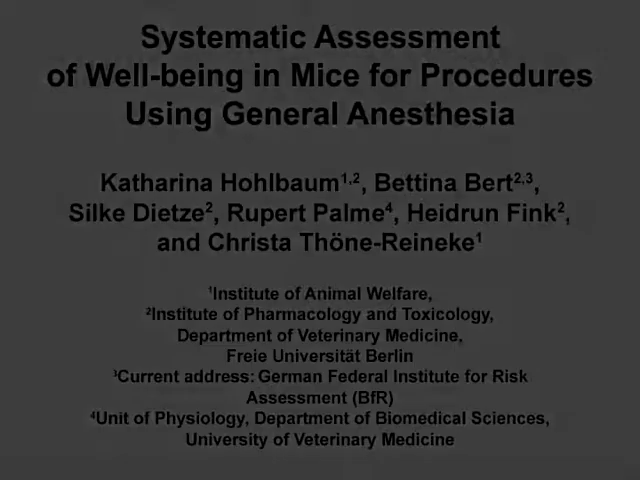 Systematic Assessment
of Well-being in Mice for Procedures
Using General Anesthesia
Katharina Hohlbaum¹,², Bettina Bert²,³,
Silke Dietze², Rupert Palme⁴, Heidrun Fink²,
and Christa Thöne-Reineke¹
¹Institute of Animal Welfare,
²Institute of Pharmacology and Toxicology,
Department of Veterinary Medicine,
Freie Universität Berlin
³Current address: German Federal Institute for Risk
Assessment (BfR)
⁴Unit of Physiology, Department of Biomedical Sciences,
University of Veterinary Medicine